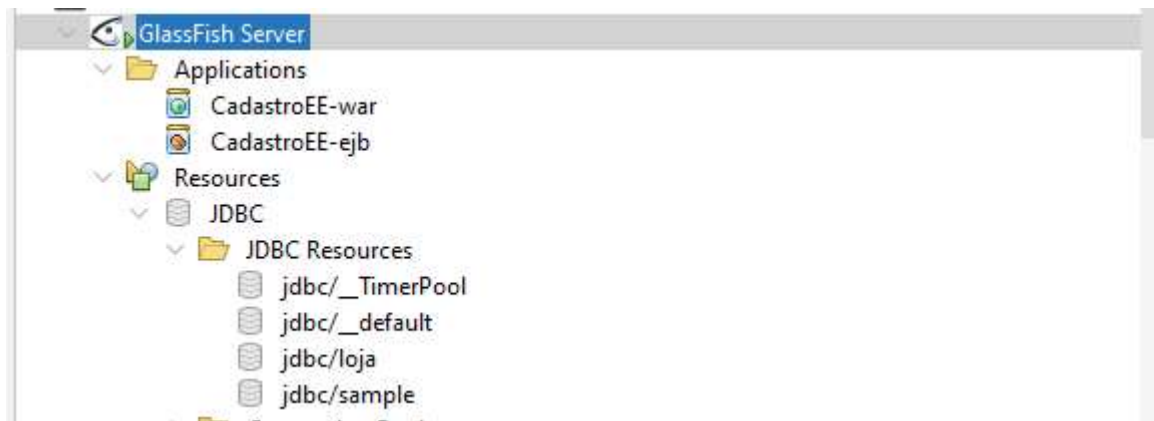 GlassFish Server
Applications
CadastroEE-war
CadastroEE-ejb
Resources
JDBC
JDBC Resources
jdbc/__TimerPool
jdbc/__default
jdbc/loja
jdbc/sample